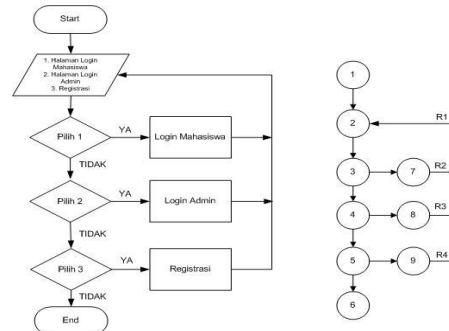 Start
1. Halaman Login
Mahasiswa
2. Halaman Login
Admin
3. Registrasi
Pilih 1
YA
Login Mahasiswa
TIDAK
Pilih 2
YA
Login Admin
TIDAK
Pilih 3
YA
Registrasi
TIDAK
End
1
2
R1
3
7
R2
4
8
R3
5
9
R4
6